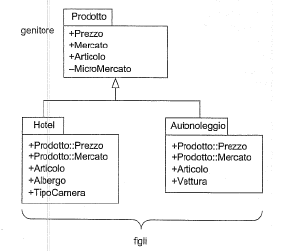 Prodotto
genitore
+Prezzo
+Mercato
+Articolo
–MicroMercato
Hotel
+Prodotto::Prezzo
+Prodotto::Mercato
+Articolo
+Albergo
+TipoCamera
Autonoleggio
+Prodotto::Prezzo
+Prodotto::Mercato
+Articolo
+Vettura
figli